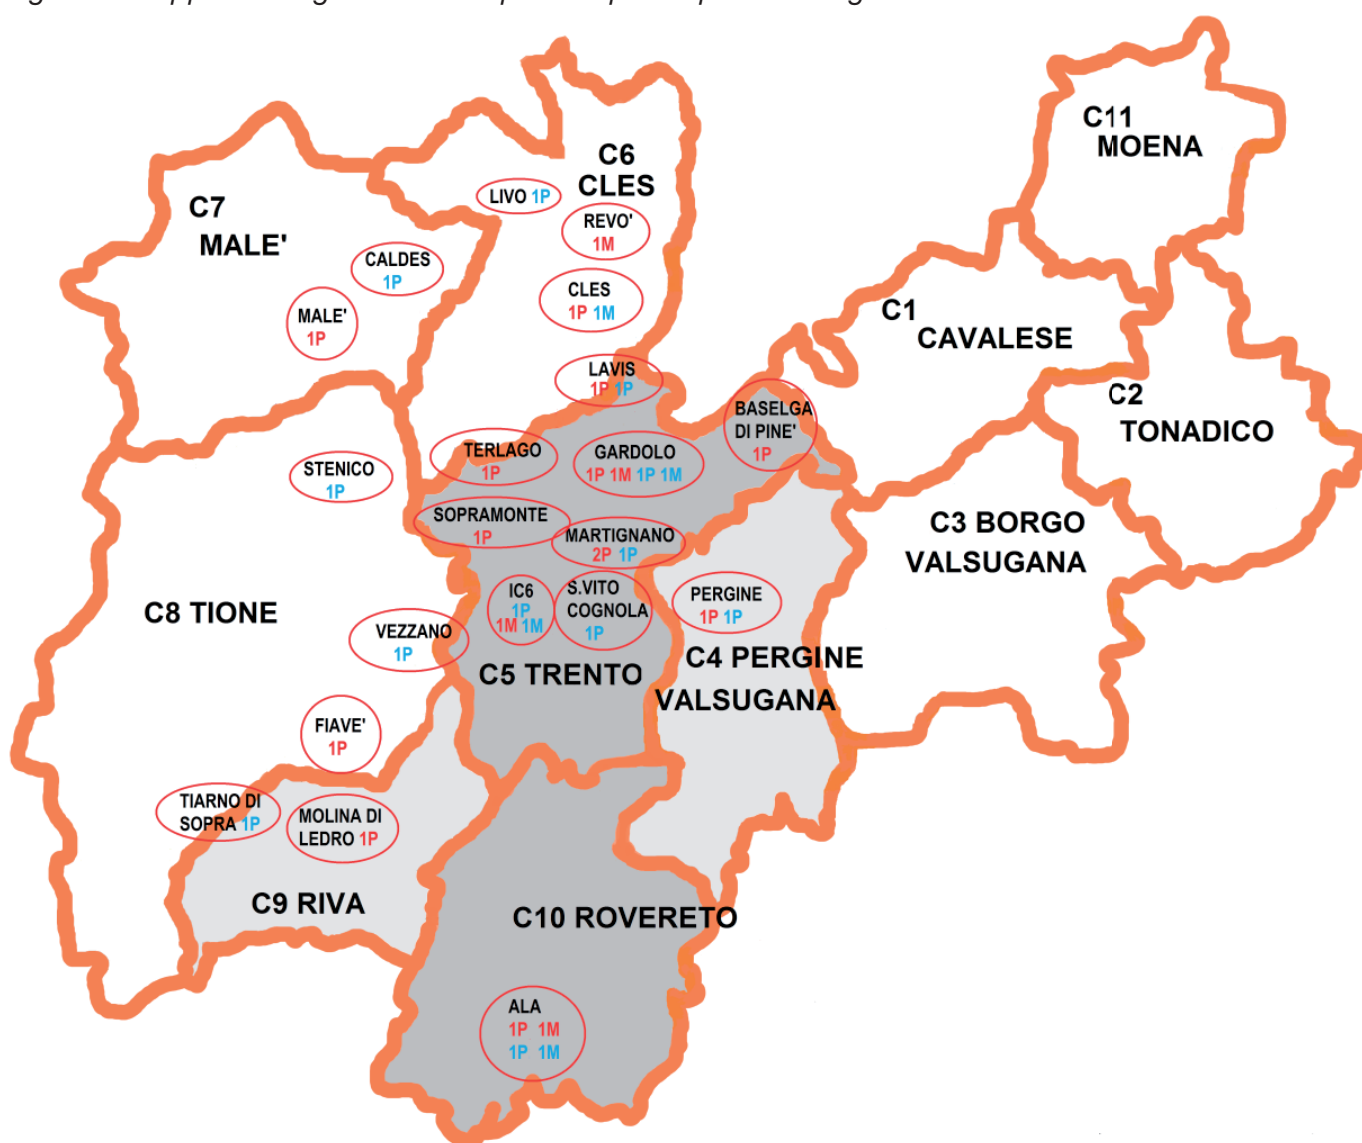 C11
MOENA
C6
CLES
LIVO 1P
REVO'
1M
C7
MALE'
CALDES
1P
CLES
1P 1M
MALE'
1P
C1
CAVALESE
LAVIS
1P 1P
C2
TONADICO
BASELGA
DI PINE'
1P
TERLAGO
1P
GARDOLO
1P 1M 1P 1M
STENICO
1P
SOPRAMONTE
1P
MARTIGNANO
2P 1P
C3 BORGO
VALSUGANA
IC6
1P
1M 1M
S.VITO
COGNOLA
1P
PERGINE
1P 1P
C8 TIONE
VEZZANO
1P
C5 TRENTO
C4 PERGINE
VALSUGANA
FIAVE'
1P
TIARNO DI
SOPRA 1P
MOLINA DI
LEDRO 1P
C9 RIVA
C10 ROVERETO
ALA
1P 1M
1P 1M